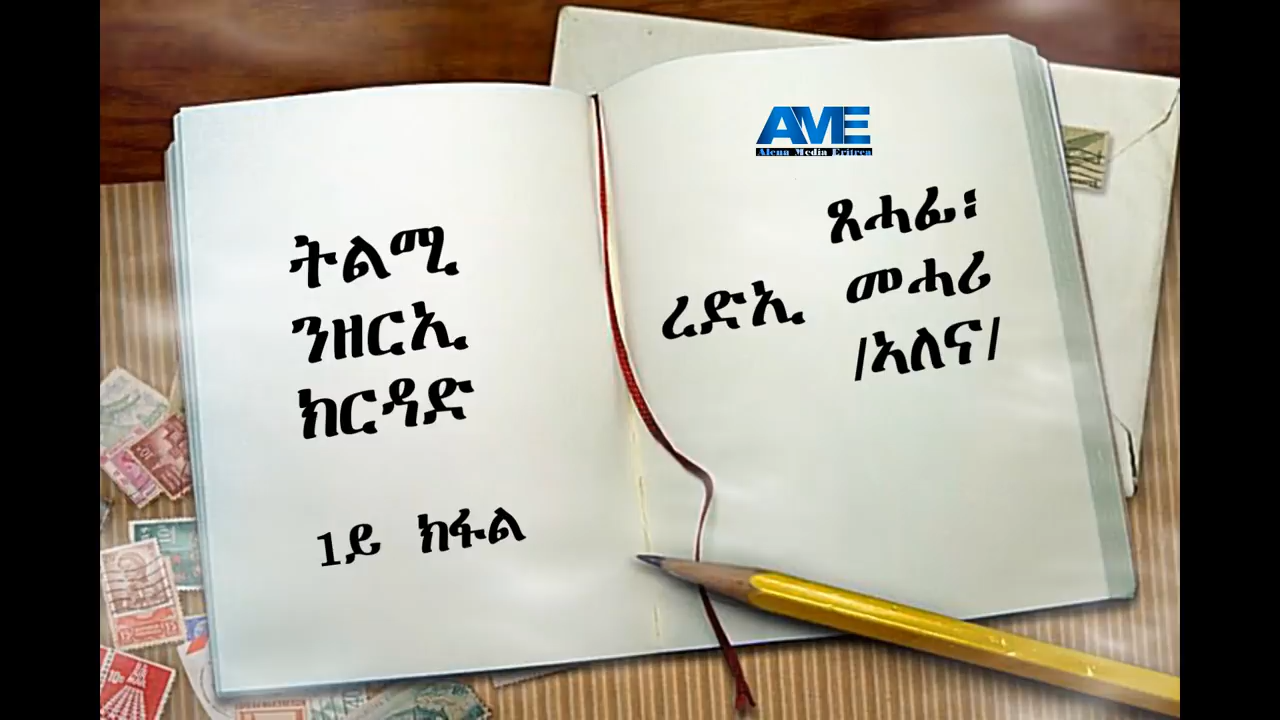 ትልሚ
ንዘርኢ
ክርዳድ
1ይ ክፋል
AME
Alena Media Eritrea
ጸሓፊ፥
ረድኢ መሓሪ
/ኣለና/